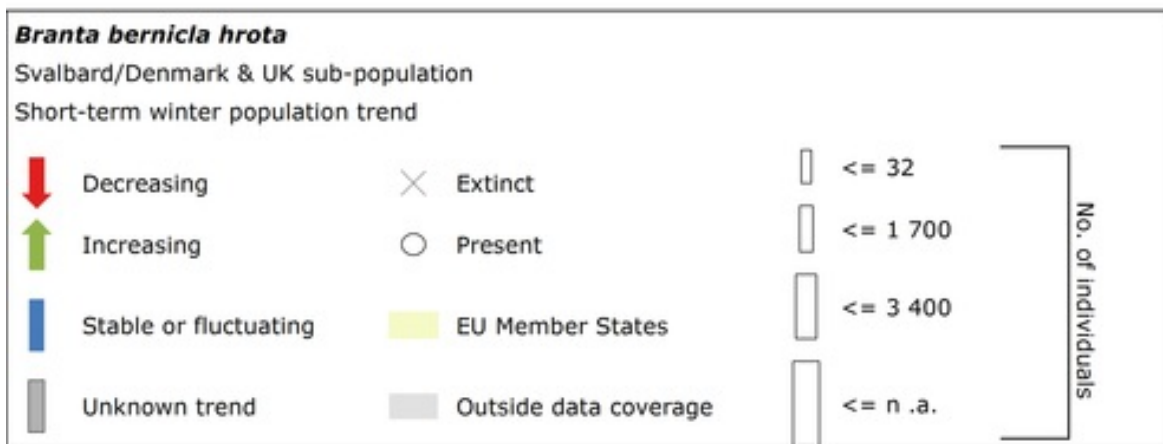 Branta bernicla hrota
Svalbard/Denmark & UK sub-population
Short-term winter population trend
Decreasing
Increasing
Stable or fluctuating
Unknown trend
Extinct
Present
EU Member States
Outside data coverage
<= 32
<= 1 700
<= 3 400
<= n .a.
No. of individuals